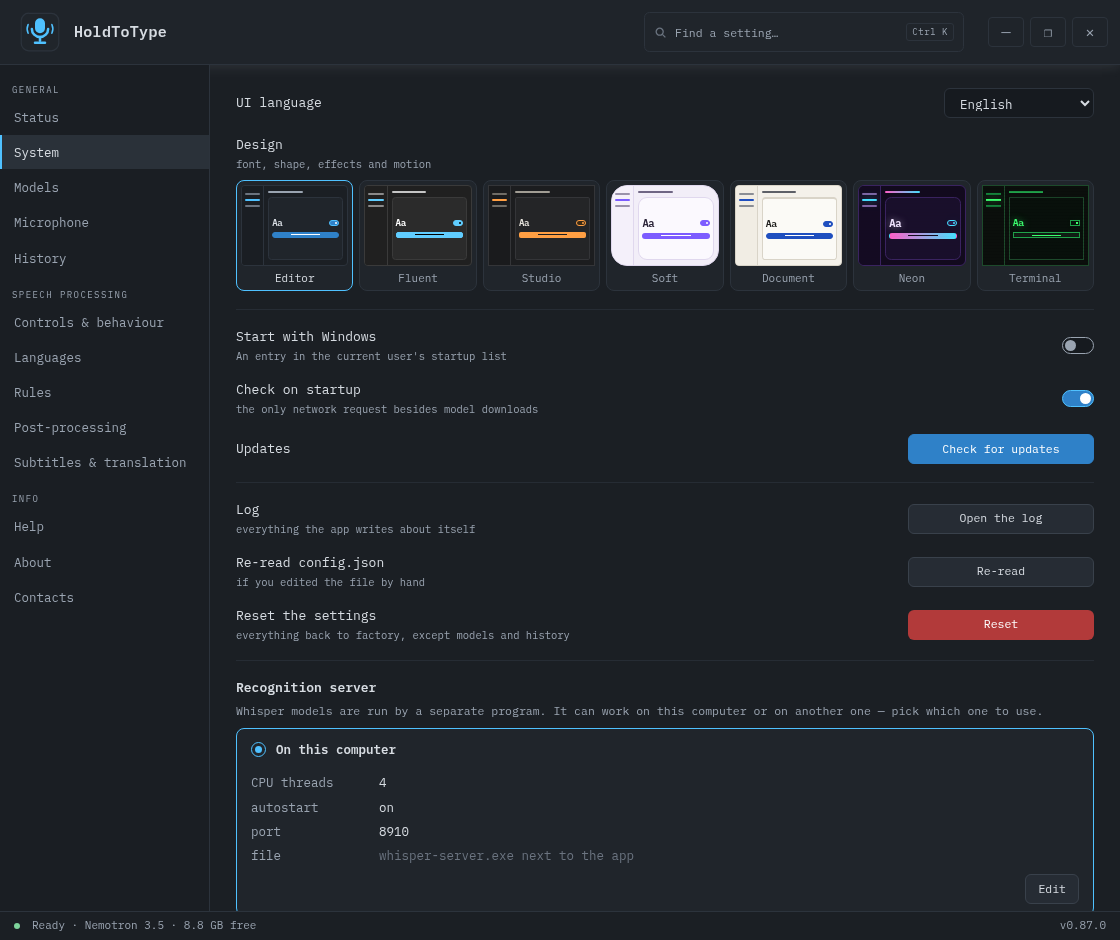 HoldToType
Find a setting…
Ctrl K
GENERAL
Status
System
Models
Microphone
History
SPEECH PROCESSING
Controls & behaviour
Languages
Rules
Post-processing
Subtitles & translation
INFO
Help
About
Contacts
UI language
English
Design
font, shape, effects and motion
Aa
Editor
Aa
Fluent
Aa
Studio
Aa
Soft
Aa
Document
Aa
Neon
Aa
Terminal
Start with Windows
An entry in the current user's startup list
Check on startup
the only network request besides model downloads
Updates
Check for updates
Log
everything the app writes about itself
Open the log
Re-read config.json
if you edited the file by hand
Re-read
Reset the settings
everything back to factory, except models and history
Reset
Recognition server
Whisper models are run by a separate program. It can work on this computer or on another one — pick which one to use.
On this computer
CPU threads 4
autostart on
port 8910
file whisper-server.exe next to the app
Edit
Ready · Nemotron 3.5 · 8.8 GB free
v0.87.0